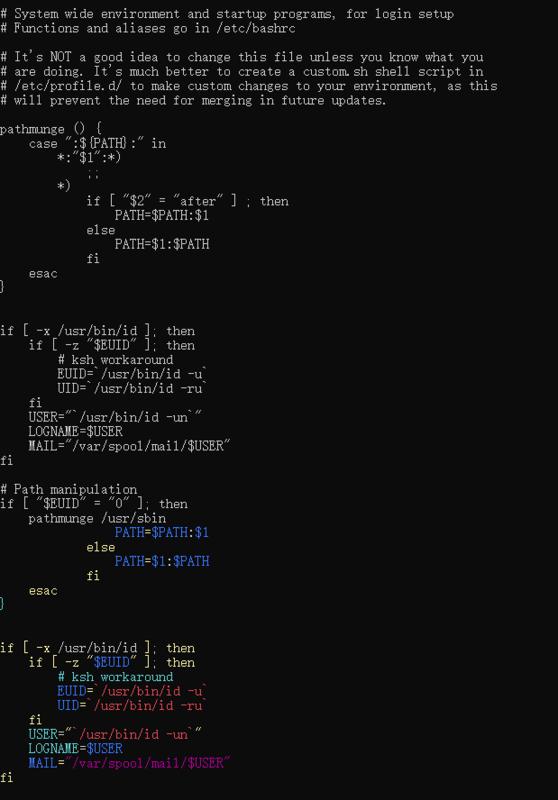 # System wide environment and startup programs, for login setup
# Functions and aliases go in /etc/bashrc

# It's NOT a good idea to change this file unless you know what you
# are doing. It's much better to create a custom.sh shell script in
# /etc/profile.d/ to make custom changes to your environment, as this
# will prevent the need for merging in future updates.

pathmunge () {
    case ":${PATH}:" in
        *:"$1":*)
            ;;
        *)
            if [ "$2" = "after" ] ; then
                PATH=$PATH:$1
            else
                PATH=$1:$PATH
            fi
    esac
}


if [ -x /usr/bin/id ]; then
    if [ -z "$EUID" ]; then
        # ksh workaround
        EUID=`/usr/bin/id -u`
        UID=`/usr/bin/id -ru`
    fi
    USER="`/usr/bin/id -un`"
    LOGNAME=$USER
    MAIL="/var/spool/mail/$USER"
fi

# Path manipulation
if [ "$EUID" = "0" ]; then
    pathmunge /usr/sbin
                PATH=$PATH:$1
            else
                PATH=$1:$PATH
            fi
    esac
}


if [ -x /usr/bin/id ]; then
    if [ -z "$EUID" ]; then
        # ksh workaround
        EUID=`/usr/bin/id -u`
        UID=`/usr/bin/id -ru`
    fi
    USER="`/usr/bin/id -un`"
    LOGNAME=$USER
    MAIL="/var/spool/mail/$USER"
fi